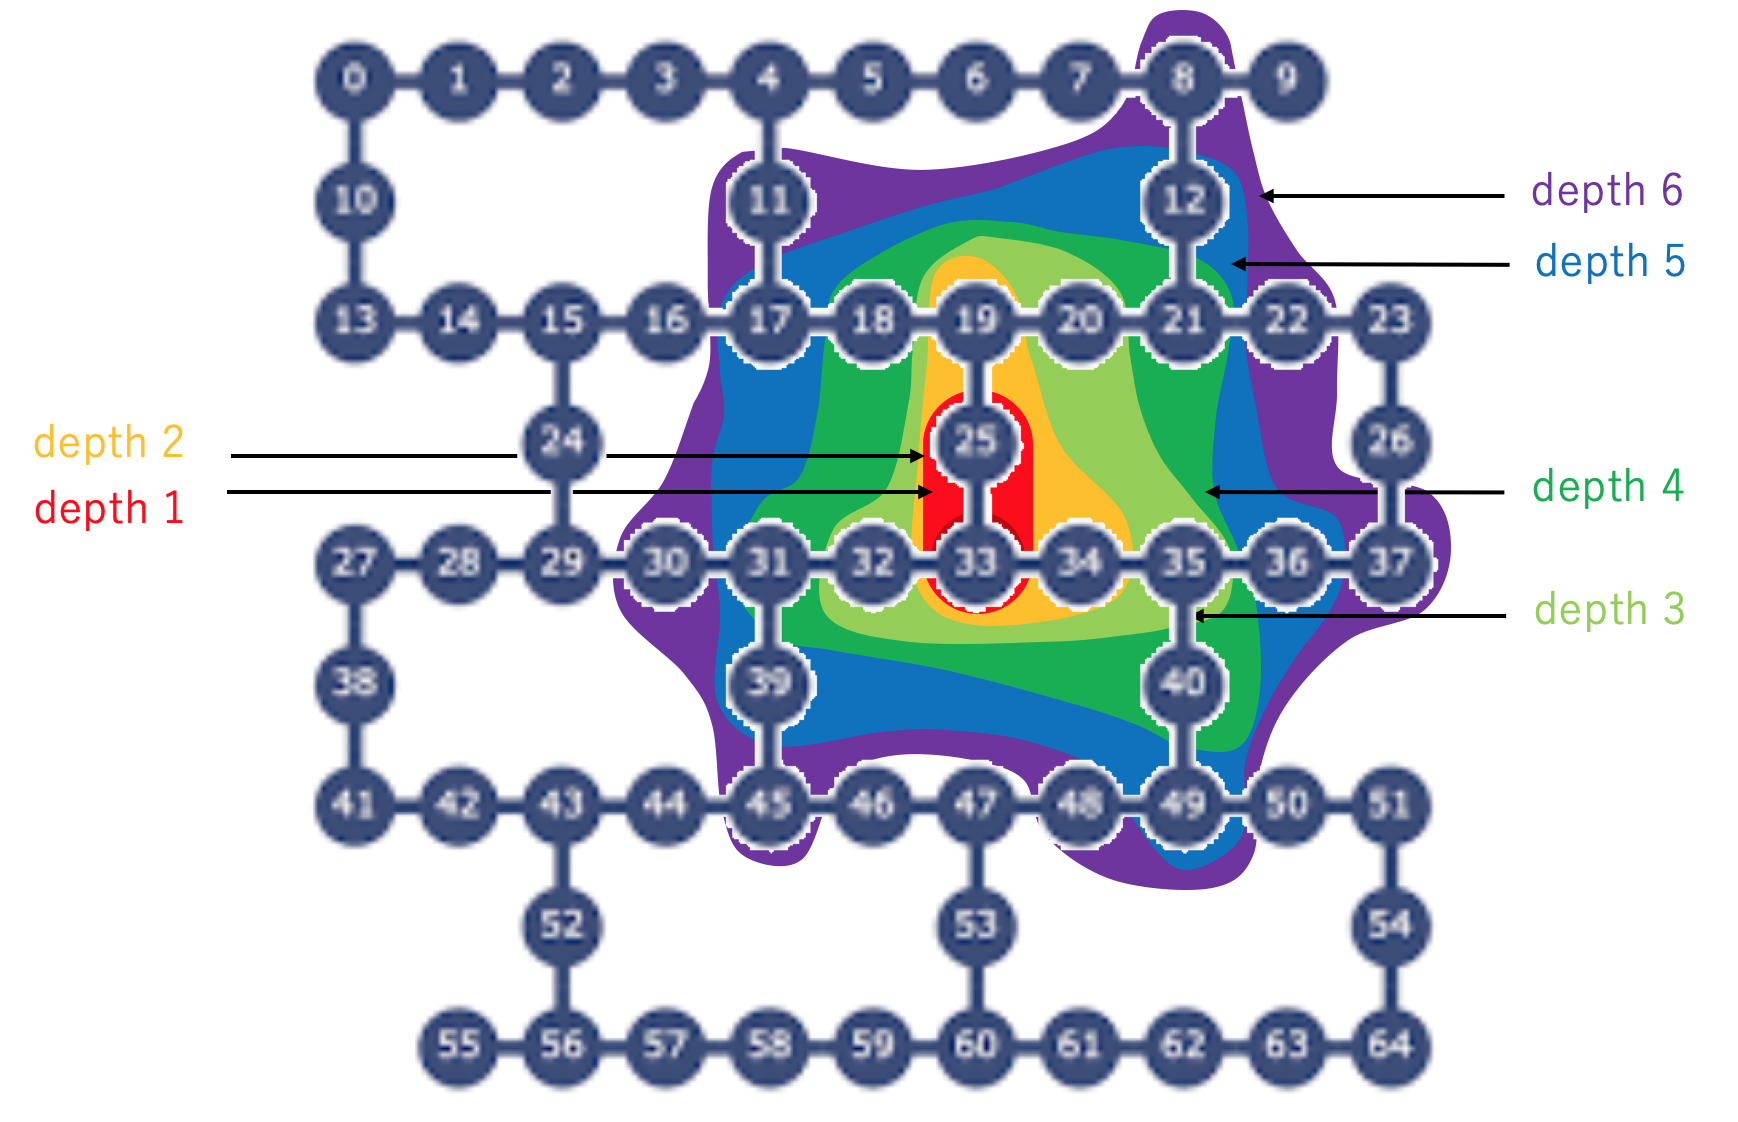 0 1 2 3 4 5 6 7 8 9
10 11 12
depth 6
depth 5
13 14 15 16 17 18 19 20 21 22 23
depth 2
24 25 26
depth 1
depth 4
27 28 29 30 31 32 33 34 35 36 37
depth 3
38 39 40
41 42 43 44 45 46 47 48 49 50 51
52 53 54
55 56 57 58 59 60 61 62 63 64